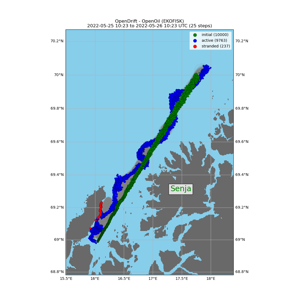 OpenDrift - OpenOil (EKOFISK)
2022-05-25 10:23 to 2022-05-26 10:23 UTC (25 steps)
initial (10000)
active (9763)
stranded (237)
70.2°N
70.2°N
70°N
70°N
69.8°N
69.8°N
69.6°N
69.6°N
69.4°N
69.4°N
Senja
69.2°N
69.2°N
69°N
69°N
68.8°N
68.8°N
15.5°E
16°E
16.5°E
17°E
17.5°E
18°E